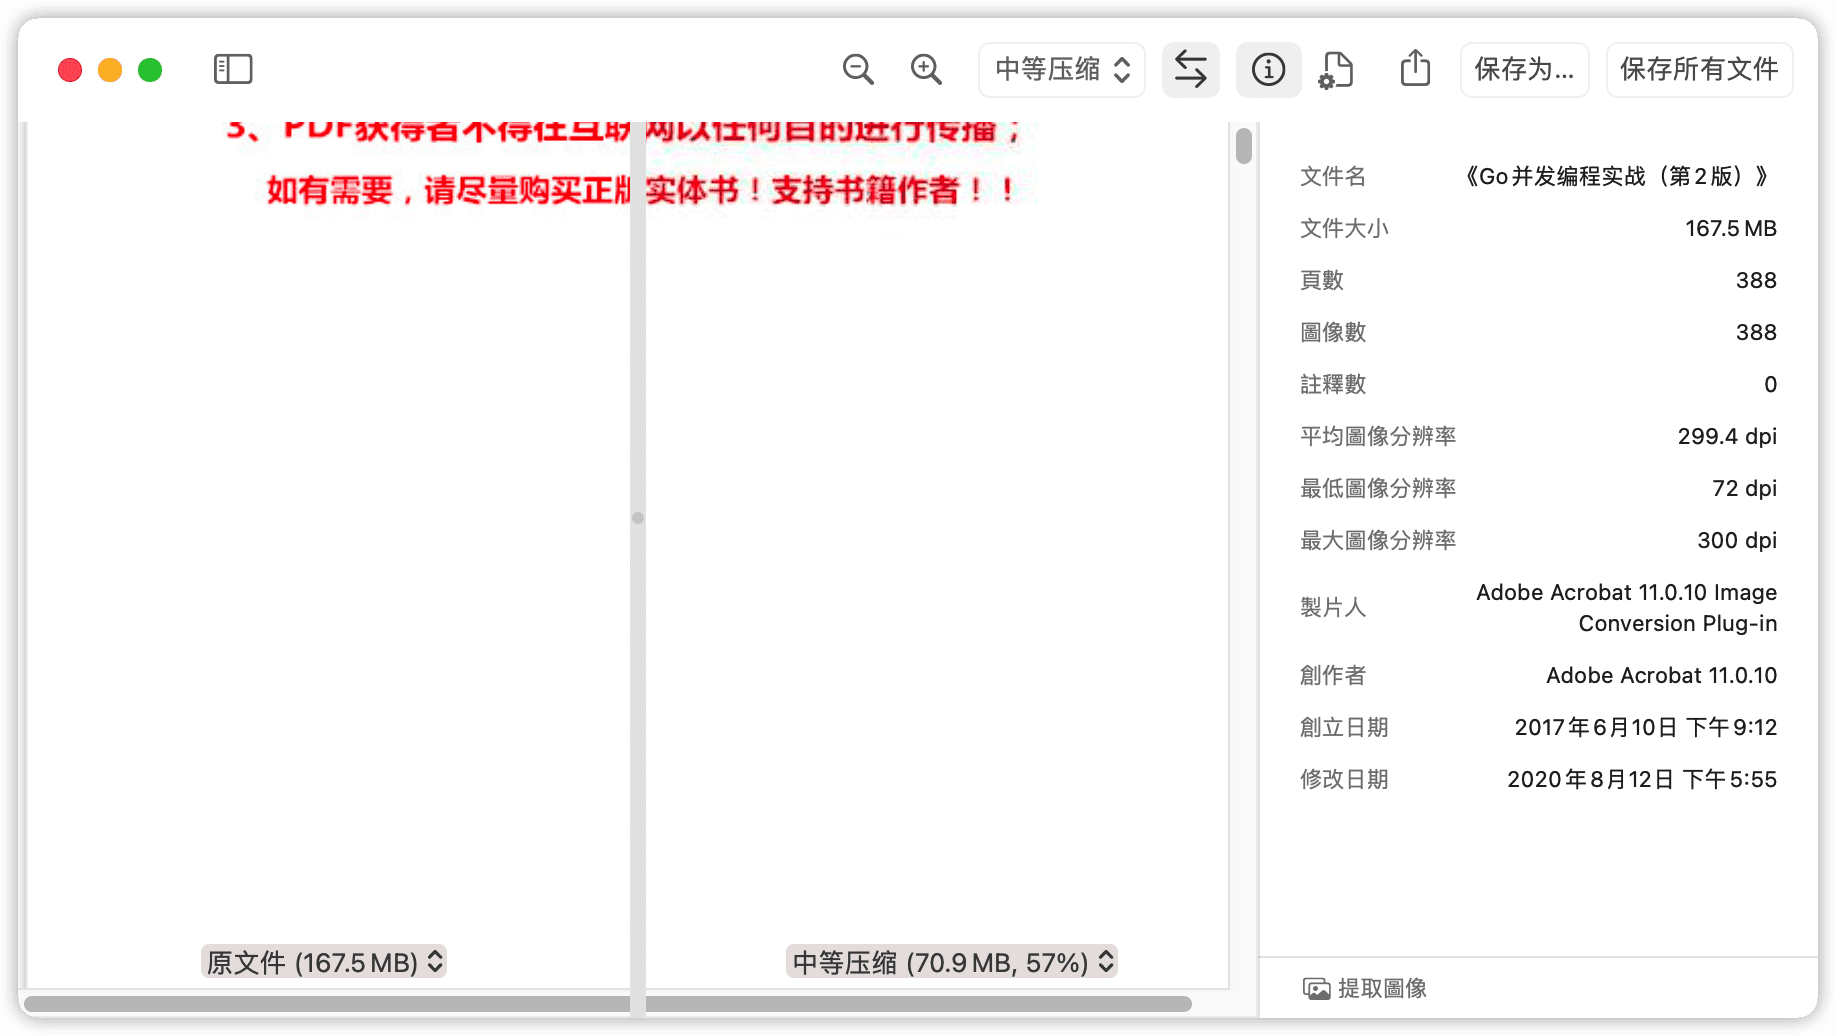 中等压缩
保存为...
保存所有文件
3、PDF获得者不得在互联网以任何目的进行传播；
如有需要，请尽量购买正版实体书！支持书籍作者！！
原文件 (167.5 MB)
中等压缩 (70.9 MB, 57%)
文件名 《Go并发编程实战（第2版）》
文件大小 167.5 MB
頁數 388
圖像數 388
註釋數 0
平均圖像分辨率 299.4 dpi
最低圖像分辨率 72 dpi
最大圖像分辨率 300 dpi
製片人 Adobe Acrobat 11.0.10 Image
Conversion Plug-in
創作者 Adobe Acrobat 11.0.10
創立日期 2017年6月10日 下午9:12
修改日期 2020年8月12日 下午5:55
提取圖像